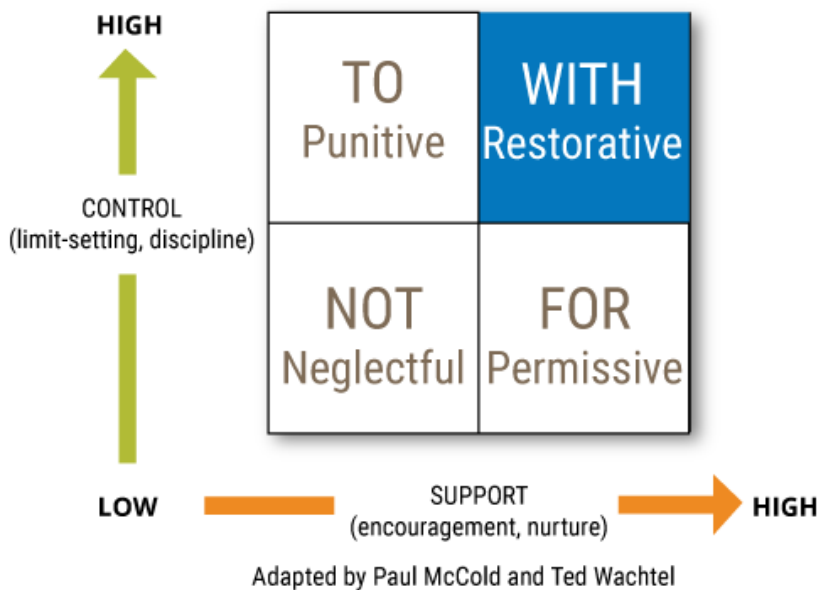 HIGH
TO
Punitive
WITH
Restorative
CONTROL
(limit-setting, discipline)
NOT
Neglectful
FOR
Permissive
LOW
SUPPORT
(encouragement, nurture)
HIGH
Adapted by Paul McCold and Ted Wachtel